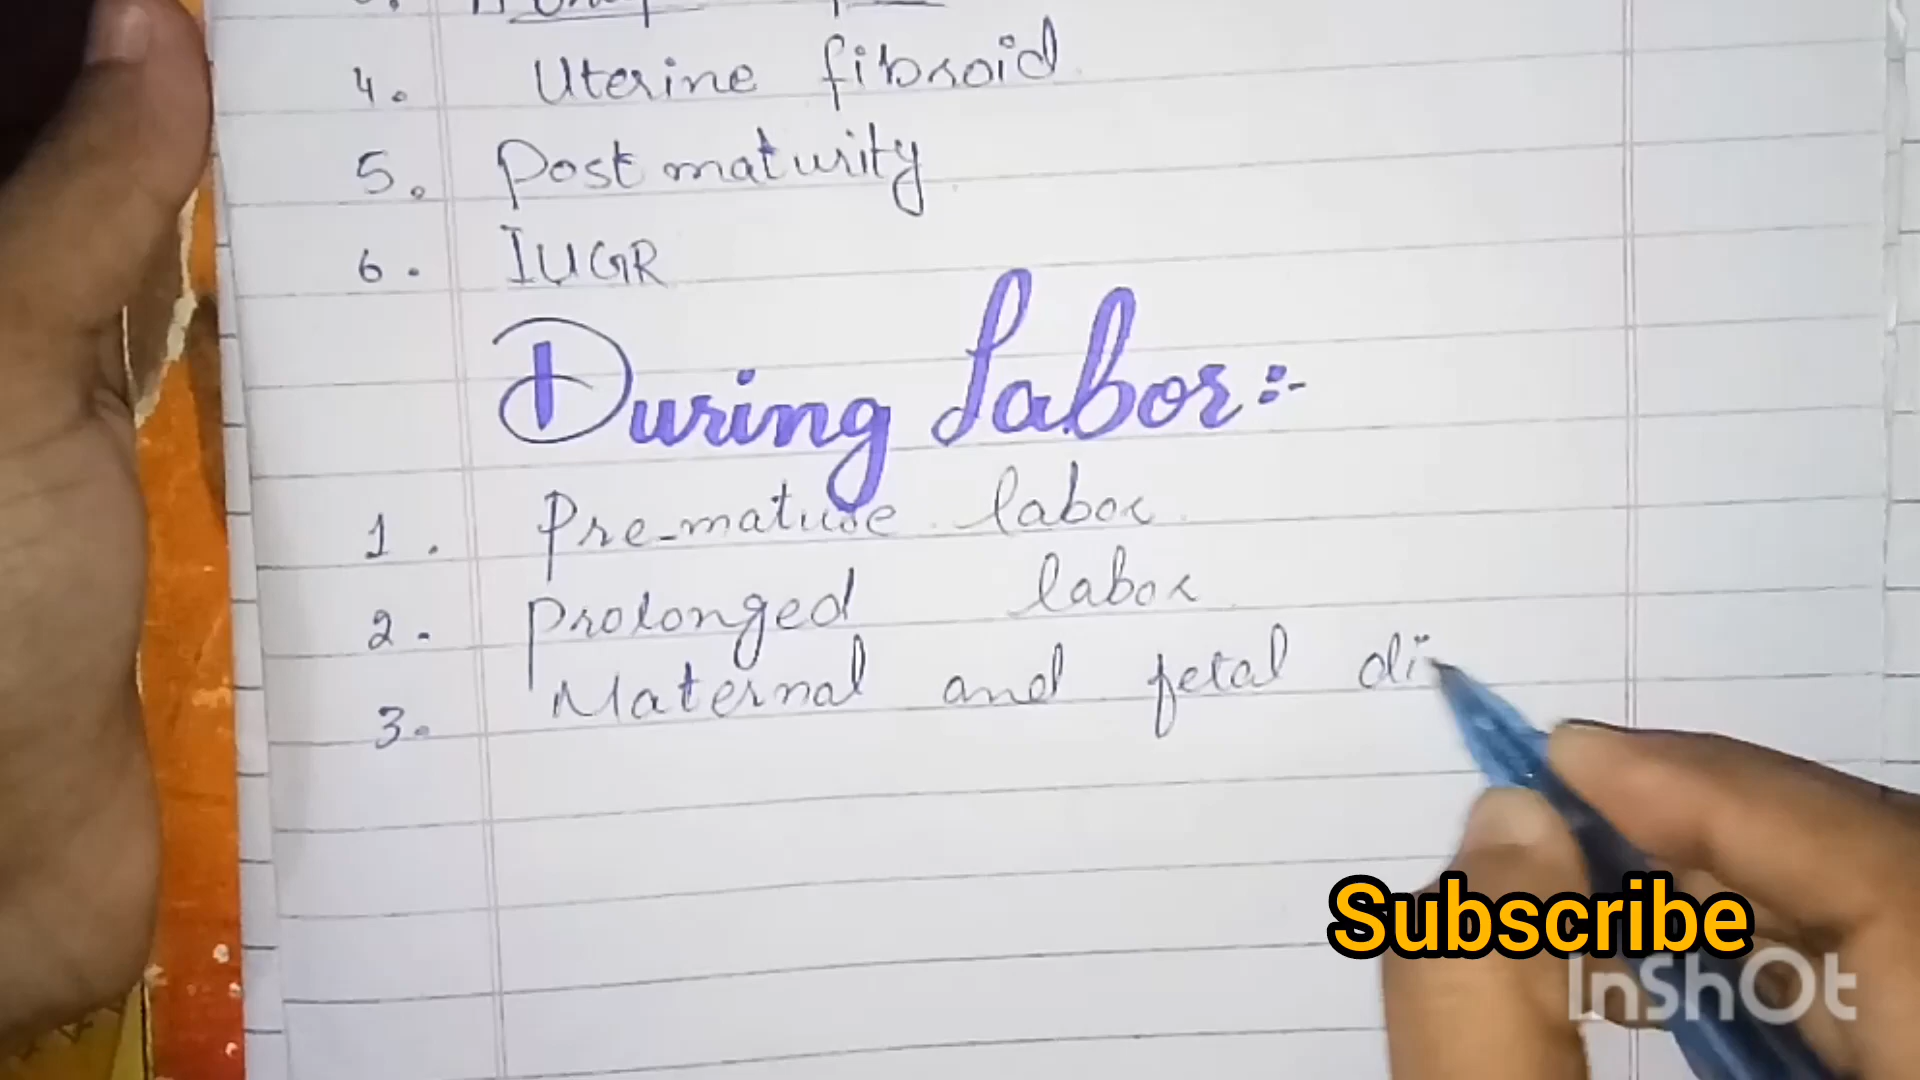 4. Uterine fibroid
5. Post maturity
6. IUGR
During Labor:-
1. Pre-mature labor
2. Prolonged labor
3. Maternal and fetal di
Subscribe
InShOt